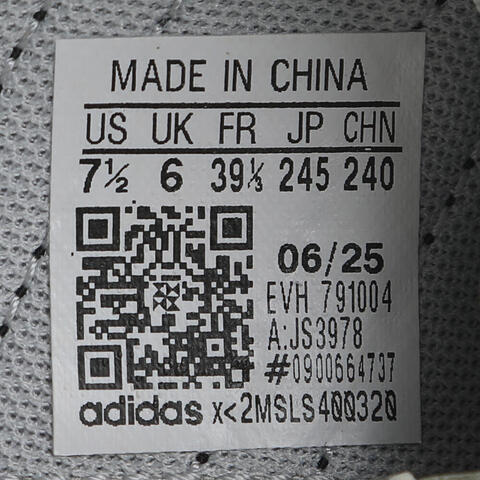 MADE IN CHINA
US UK FR JP CHN
7½ 6 39⅓ 245 240
06/25
EVH 791004
A:JS3978
#0900664737
adidas x<2MSLS400320